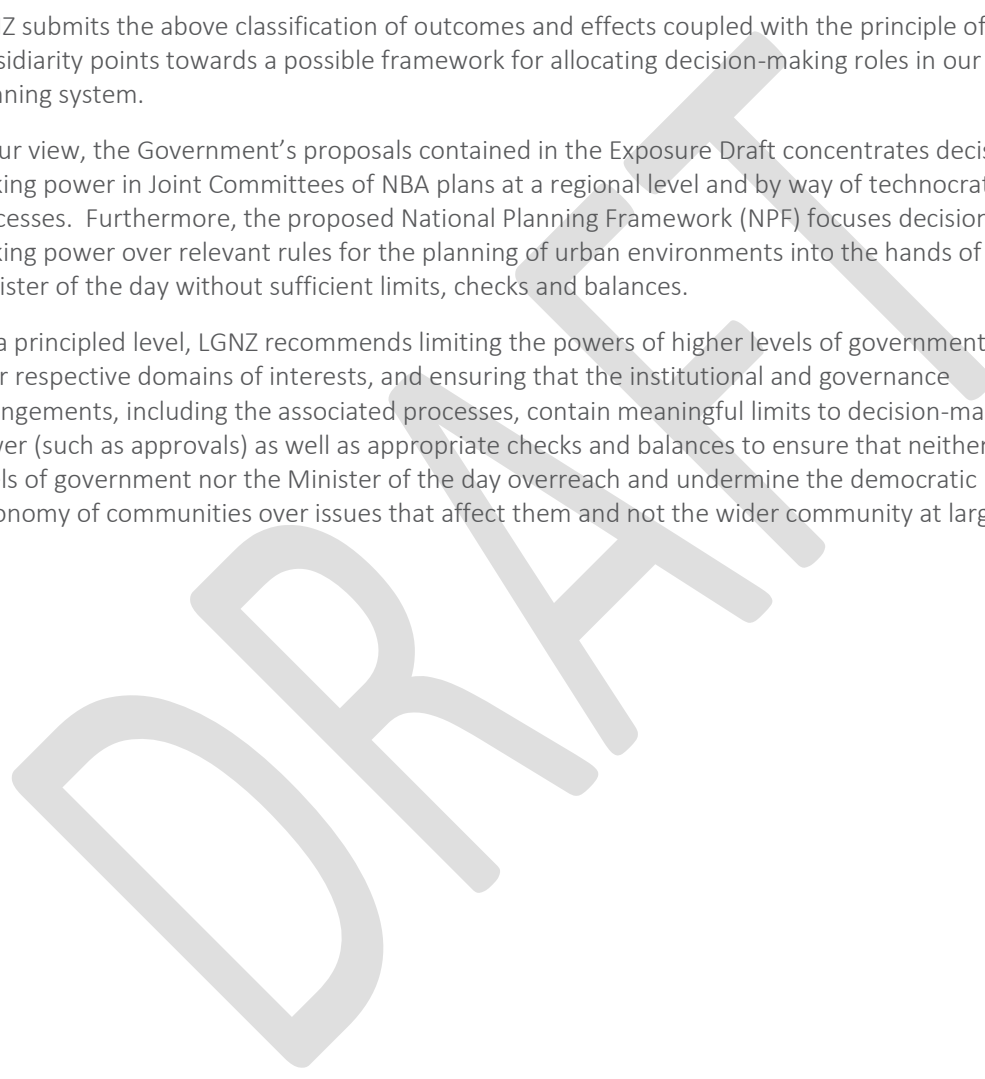 Z submits the above classification of outcomes and effects coupled with the principle of
sidiarity points towards a possible framework for allocating decision-making roles in our
nning system.
ur view, the Government's proposals contained in the Exposure Draft concentrates decis
king power in Joint Committees of NBA plans at a regional level and by way of technocrat
cesses. Furthermore, the proposed National Planning Framework (NPF) focuses decision
king power over relevant rules for the planning of urban environments into the hands of
ister of the day without sufficient limits, checks and balances.
a principled level, LGNZ recommends limiting the powers of higher levels of government
r respective domains of interests, and ensuring that the institutional and governance
ngements, including the associated processes, contain meaningful limits to decision-ma
ver (such as approvals) as well as appropriate checks and balances to ensure that neither
ls of government nor the Minister of the day overreach and undermine the democratic
onomy of communities over issues that affect them and not the wider community at larg
DRAFT